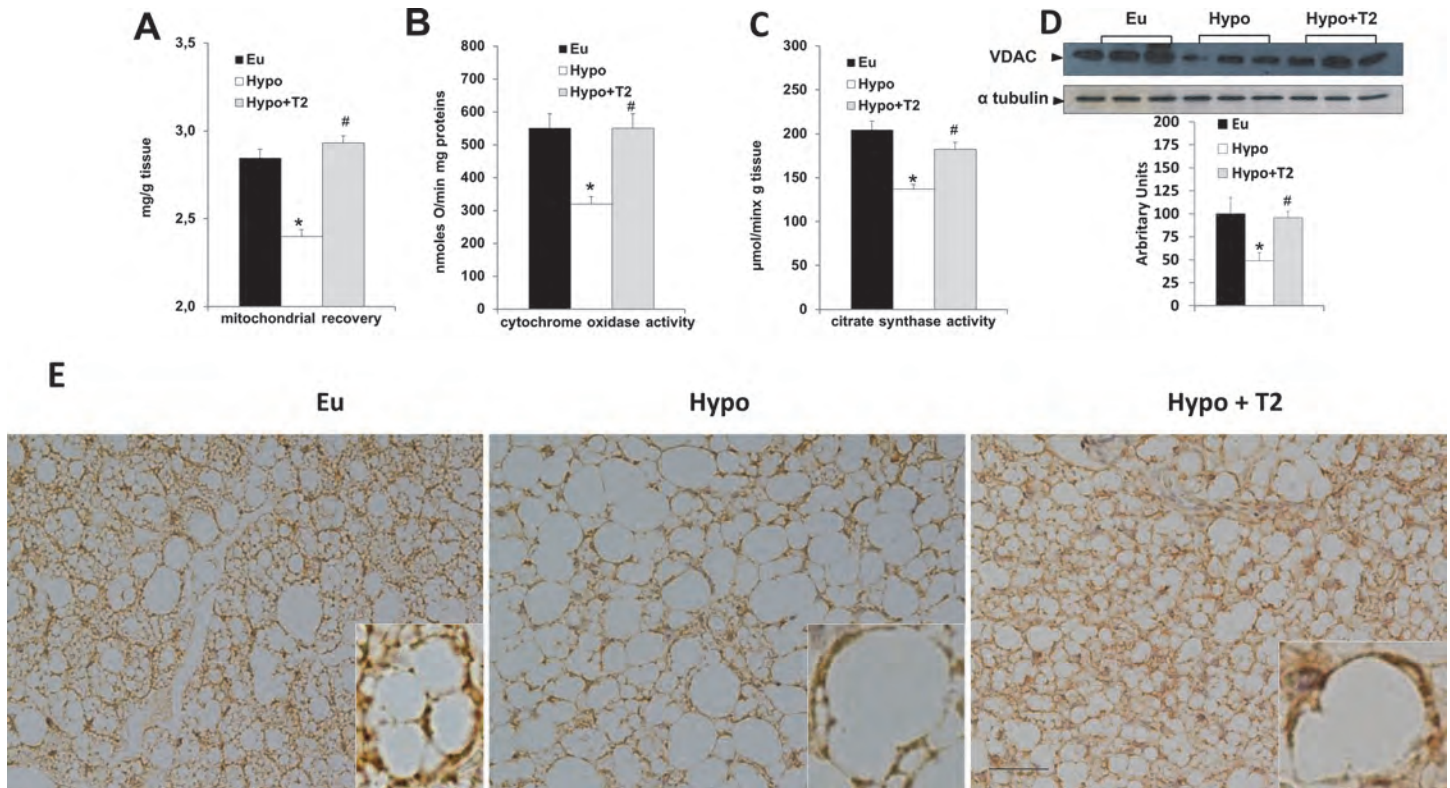 A
3,5
3,0
2,5
2,0
mg/g tissue
Eu
Hypo
Hypo+T2
#
*
mitochondrial recovery
B
800
700
600
500
400
300
200
100
0
nmoles O/min mg proteins
Eu
Hypo
Hypo+T2
#
*
cytochrome oxidase activity
C
300
250
200
150
100
50
0
µmol/minx g tissue
Eu
Hypo
Hypo+T2
#
*
citrate synthase activity
D
Eu Hypo Hypo+T2
VDAC
α tubulin
200
175
150
125
100
75
50
25
0
Arbritary Units
Eu
Hypo
Hypo+T2
#
*
E
Eu Hypo Hypo + T2